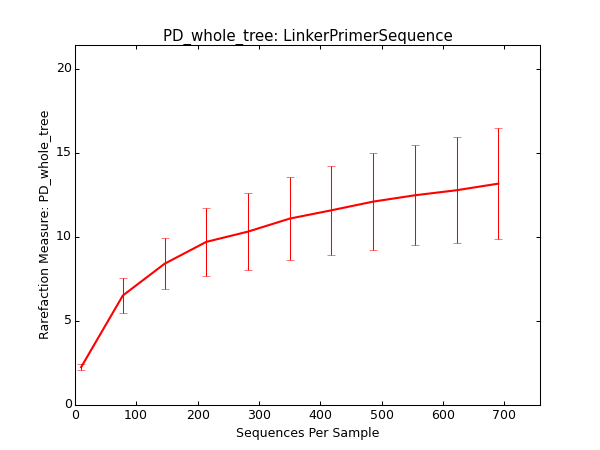 PD_whole_tree: LinkerPrimerSequence
20
15
10
5
0
Rarefaction Measure: PD_whole_tree
0 100 200 300 400 500 600 700
Sequences Per Sample